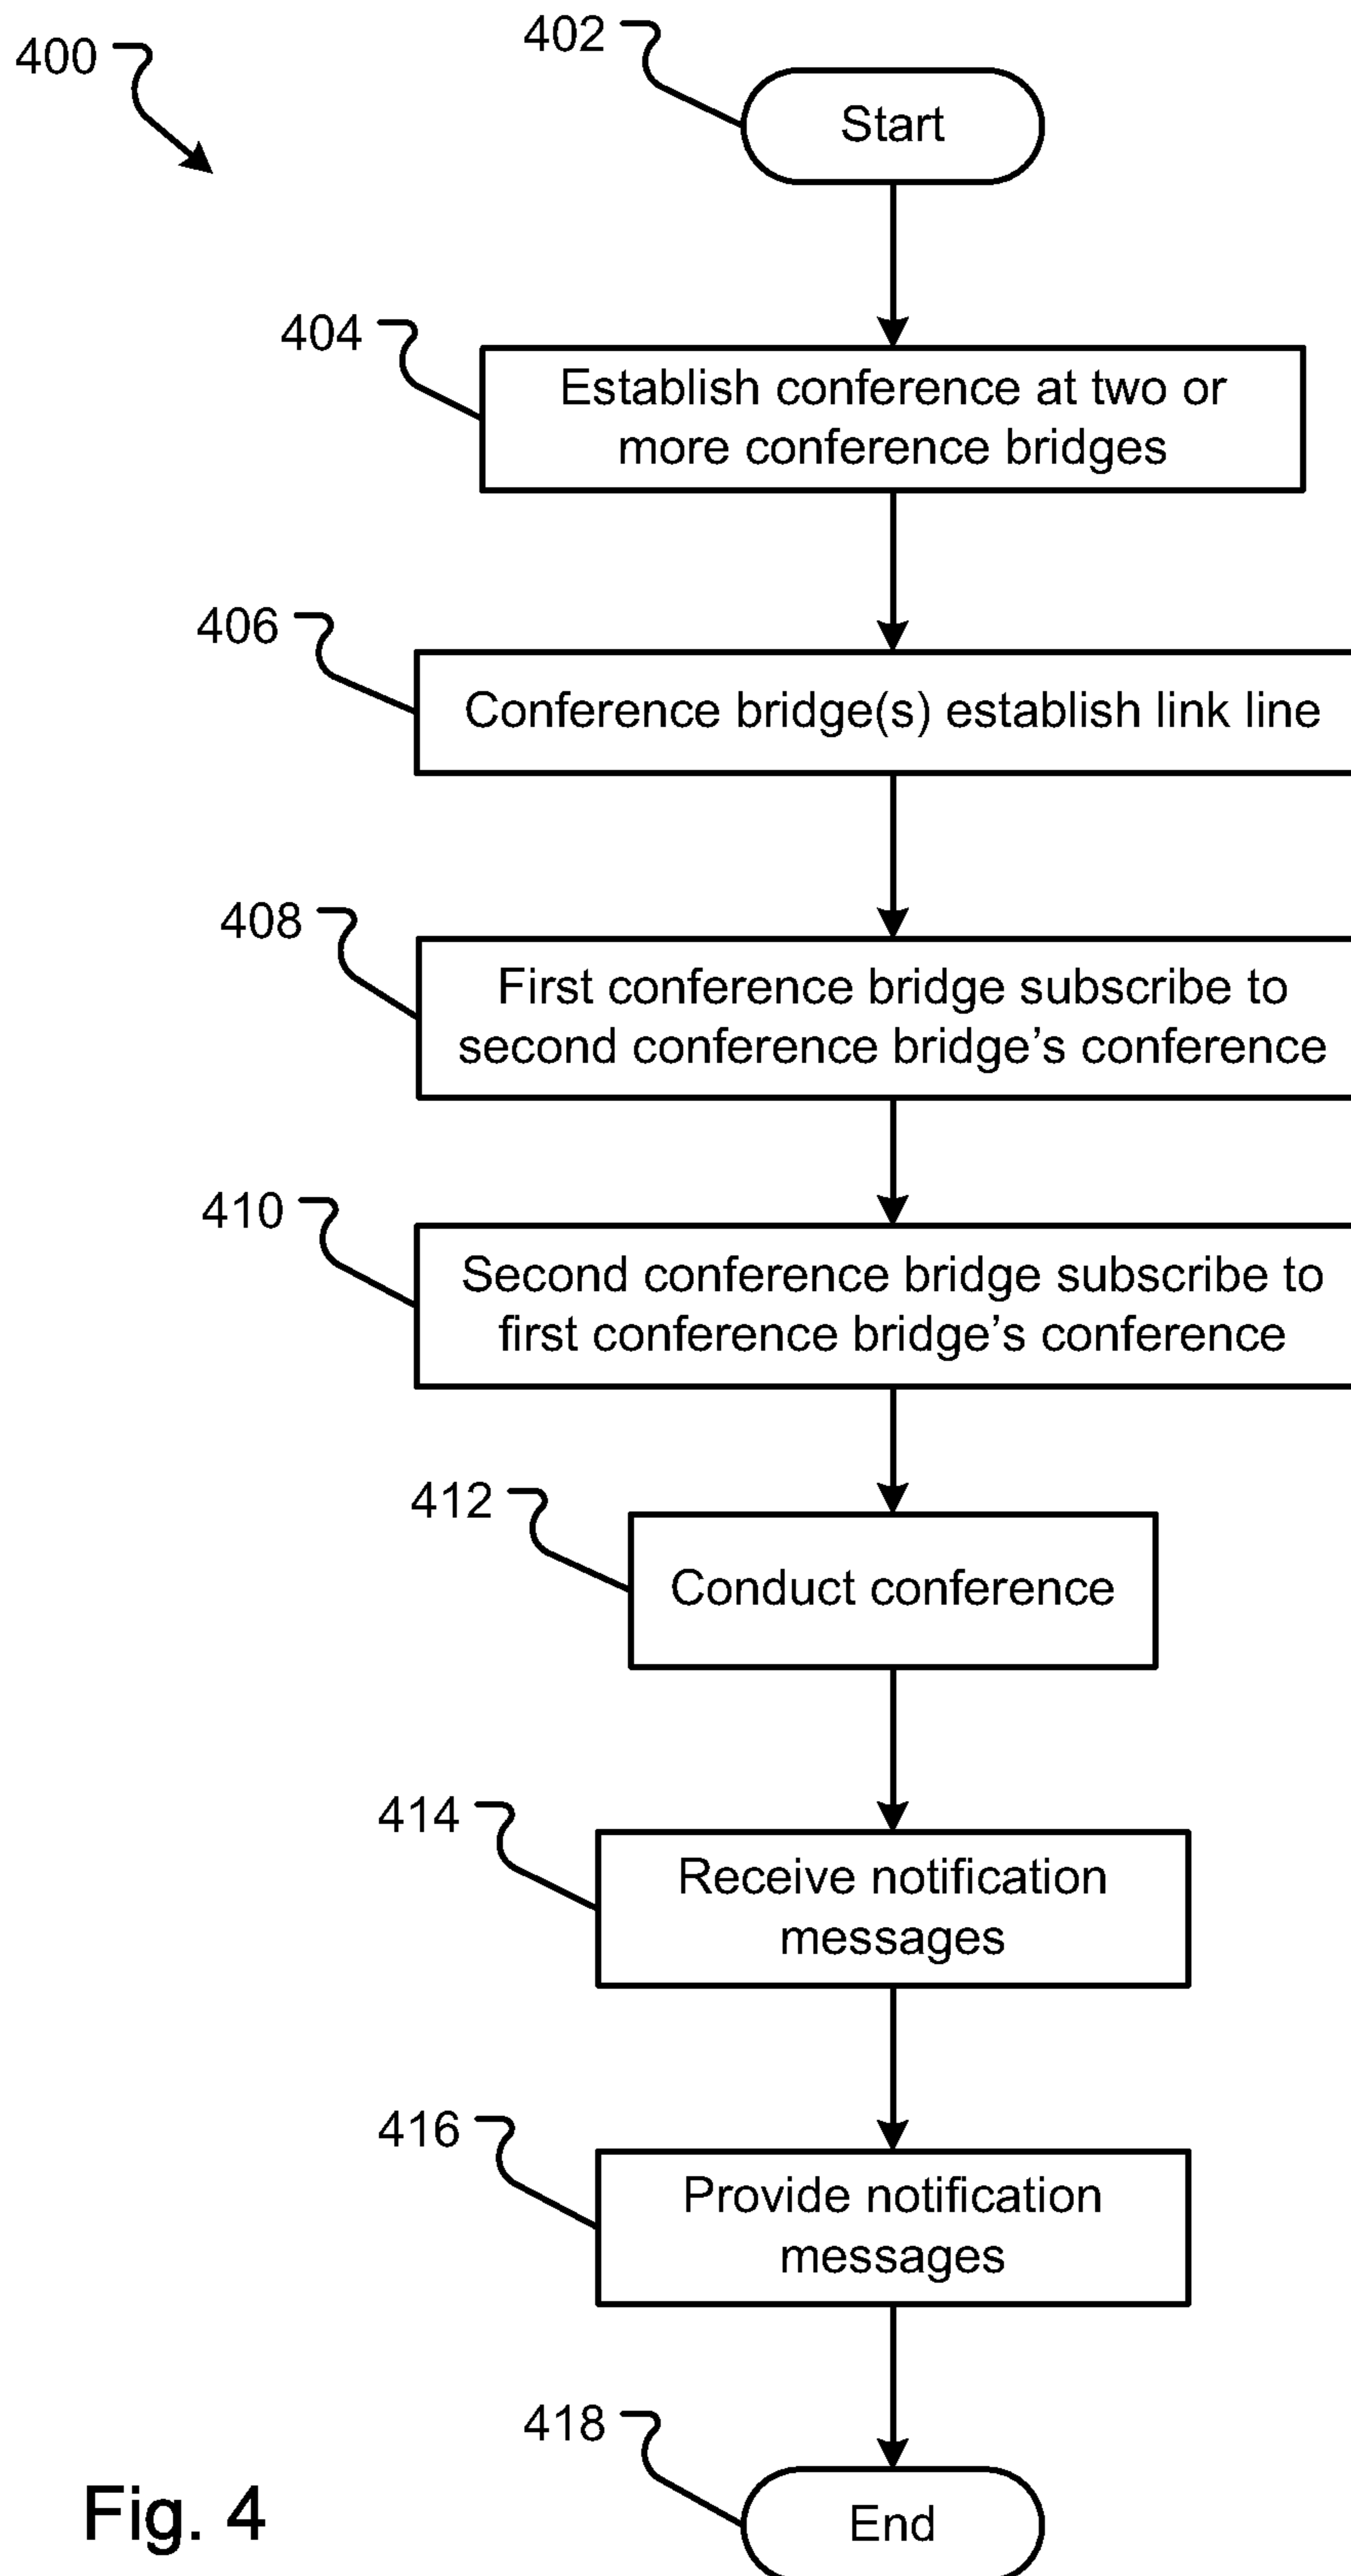 400
402
Start
404
Establish conference at two or
more conference bridges
406
Conference bridge(s) establish link line
408
First conference bridge subscribe to
second conference bridge’s conference
410
Second conference bridge subscribe to
first conference bridge’s conference
412
Conduct conference
414
Receive notification
messages
416
Provide notification
messages
418
End
Fig. 4